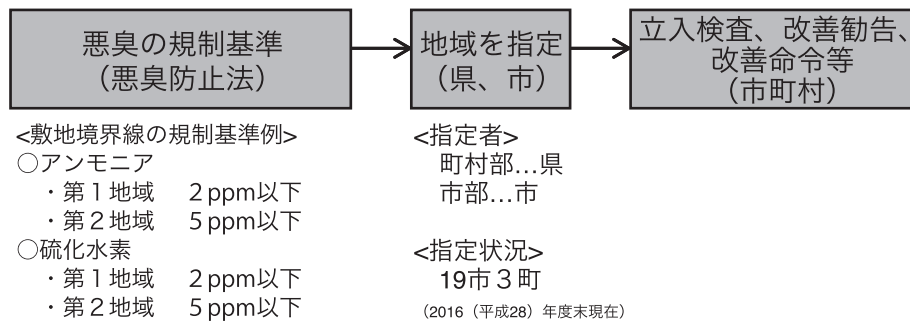 悪臭の規制基準
（悪臭防止法）
地域を指定
（県、市）
立入検査、改善勧告、
改善命令等
（市町村）
<敷地境界線の規制基準例>
○アンモニア
・第１地域　２ppm以下
・第２地域　５ppm以下
○硫化水素
・第１地域　２ppm以下
・第２地域　５ppm以下
<指定者>
町村部…県
市部…市
<指定状況>
19市３町
（2016（平成28）年度末現在）